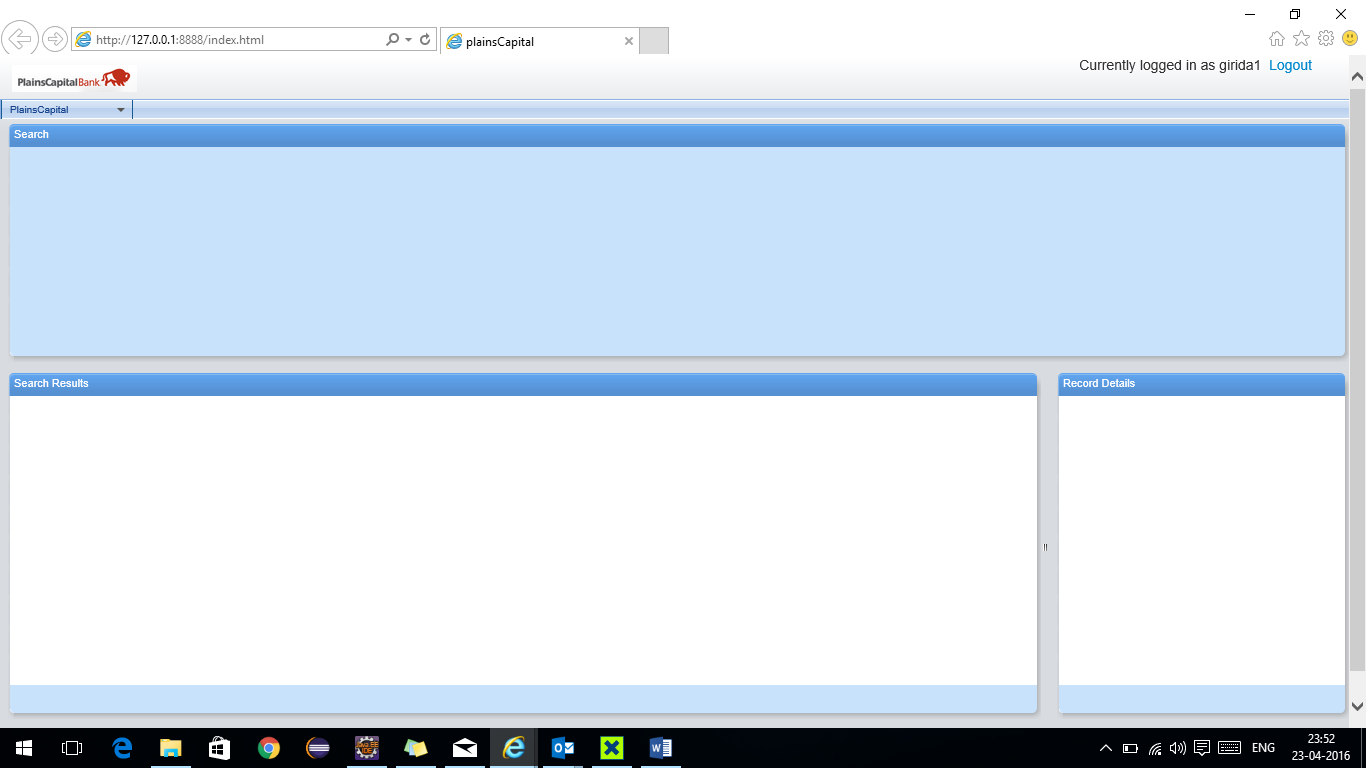 http://127.0.0.1:8888/index.html
plainsCapital
PlainsCapitalBank
Currently logged in as girida1 Logout
PlainsCapital
Search
Search Results
Record Details
ENG
23:52
23-04-2016